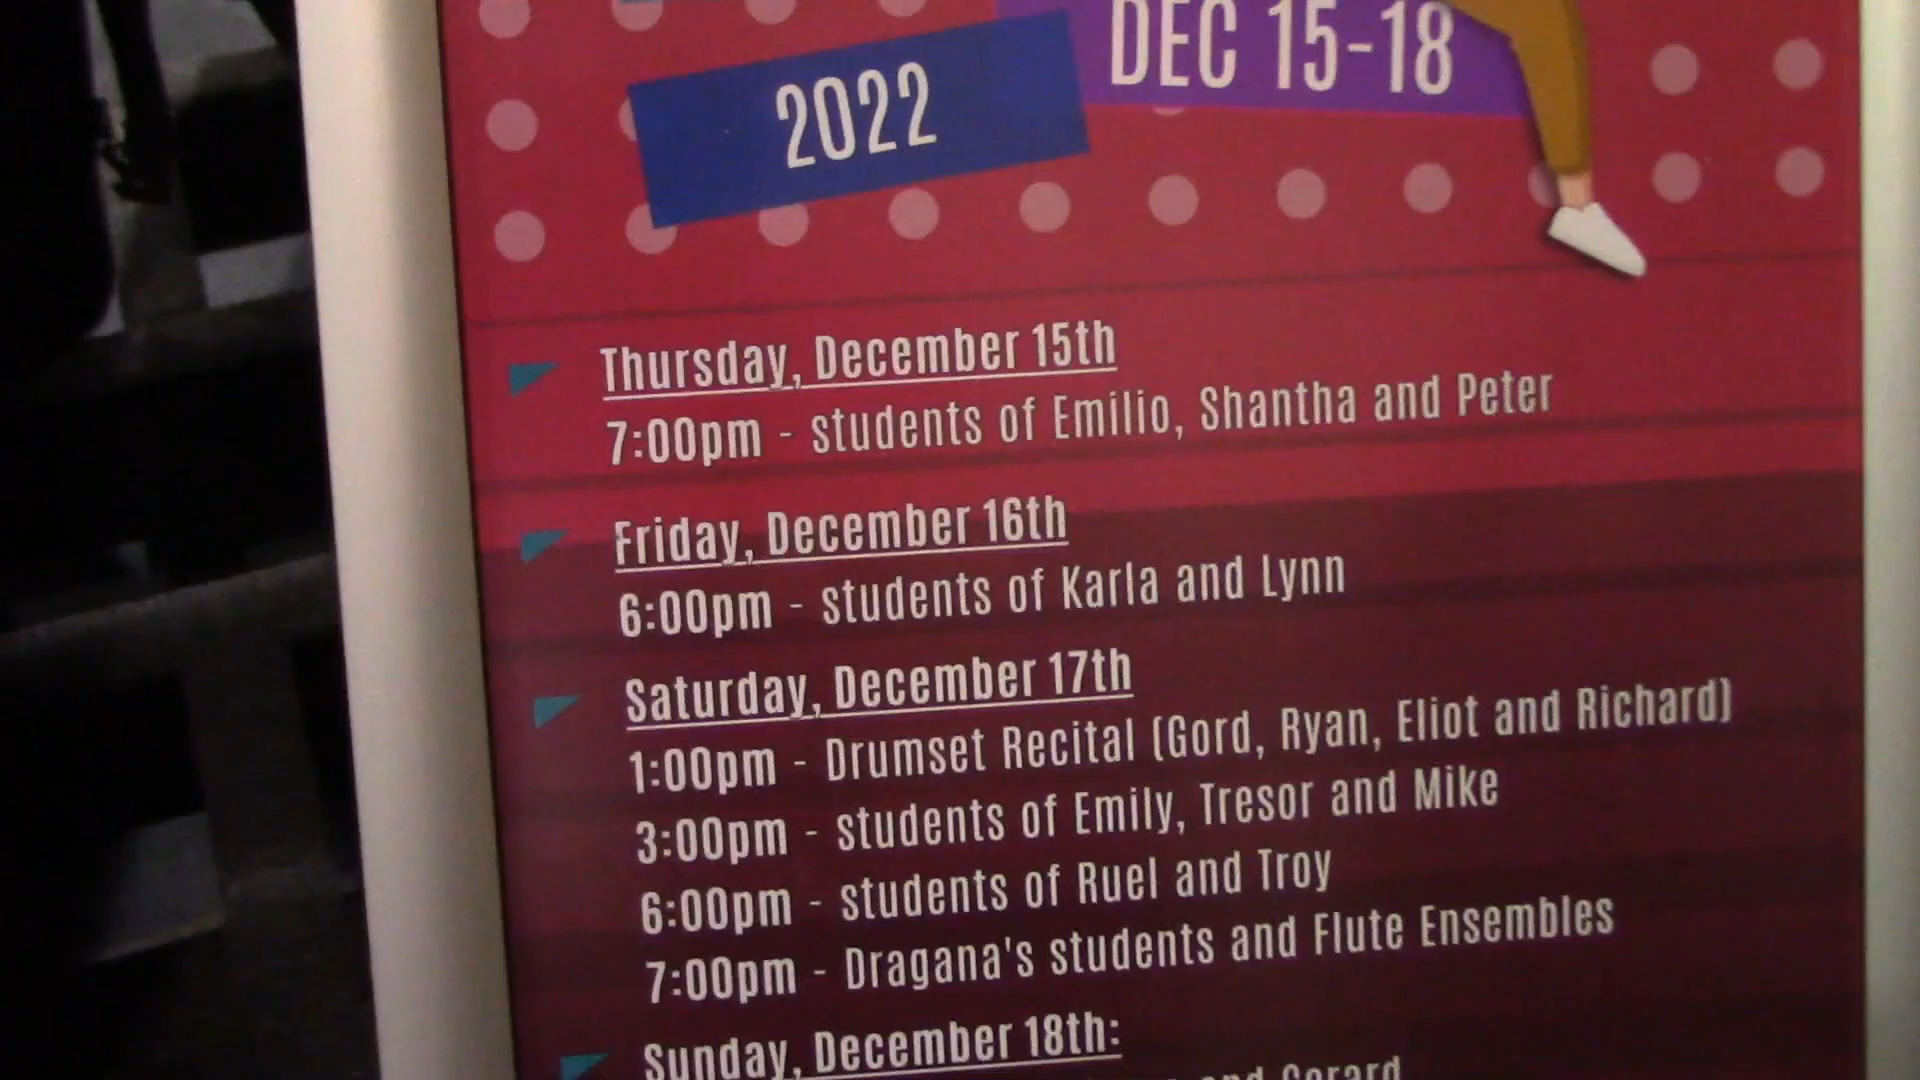 DEC 15-18
2022
Thursday, December 15th
7:00pm - students of Emilio, Shantha and Peter
Friday, December 16th
6:00pm - students of Karla and Lynn
Saturday, December 17th
1:00pm - Drumset Recital (Gord, Ryan, Eliot and Richard)
3:00pm - students of Emily, Tresor and Mike
6:00pm - students of Ruel and Troy
7:00pm - Dragana's students and Flute Ensembles
Sunday, December 18th:
and Gerard